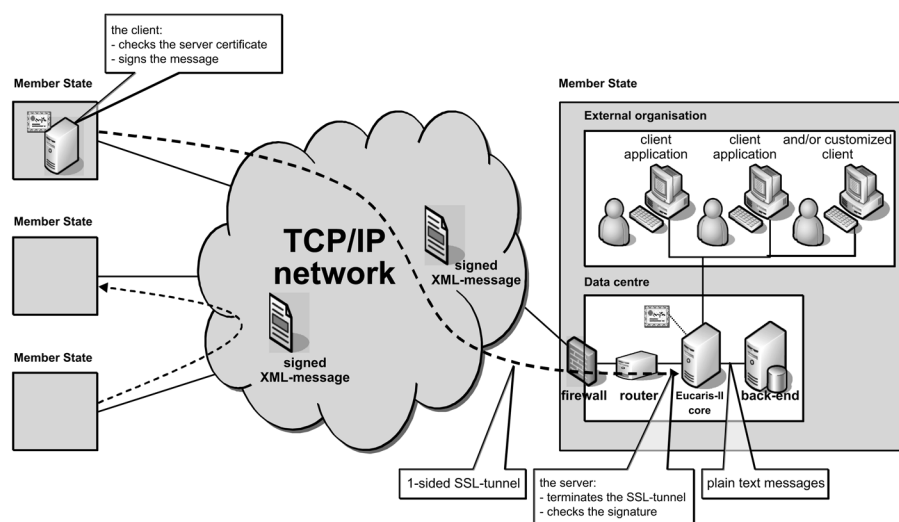 the client:
- checks the server certificate
- signs the message
Member State
Member State
External organisation
client
application
client
application
and/or customized
client
Member State
TCP/IP
network
signed
XML-message
Data centre
signed
XML-message
Member State
firewall
router
Eucaris-II
core
back-end
1-sided SSL-tunnel
the server:
- terminates the SSL-tunnel
- checks the signature
plain text messages